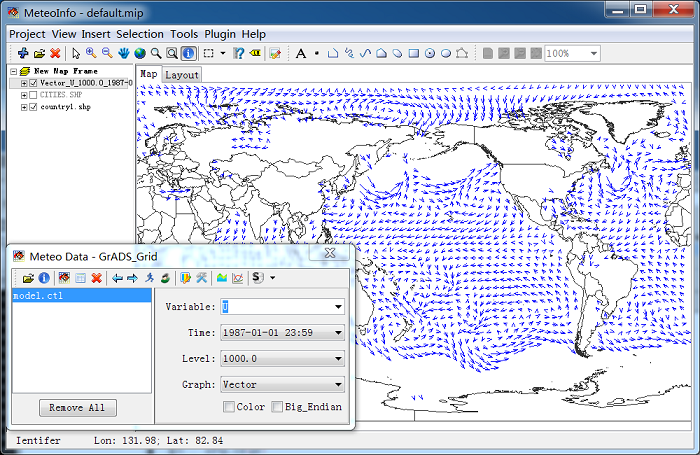 MeteoInfo - default.mip
Project View Insert Selection Tools Plugin Help
A 100%
New Map Frame
Vector_U_1000.0_1987-0
CITIES.SHP
country1.shp
Map Layout
Meteo Data - GrADS_Grid
S
model.ctl
Variable: U
Time: 1987-01-01 23:59
Level: 1000.0
Graph: Vector
Color Big_Endian
Remove All
Identifer Lon: 131.98; Lat: 82.84